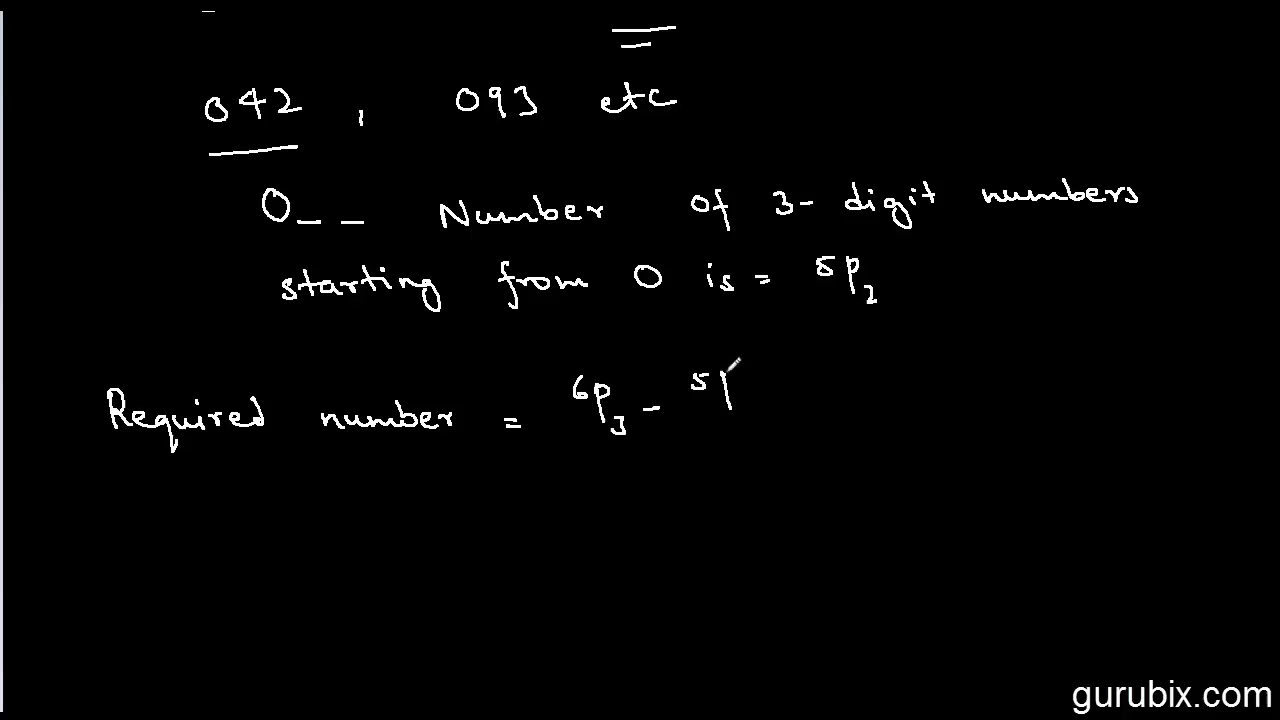 042 , 093 etc
0_ _ Number of 3- digit numbers
starting from 0 is = ⁵P₂
Required number = ⁶P₃ - ⁵P
gurubix.com